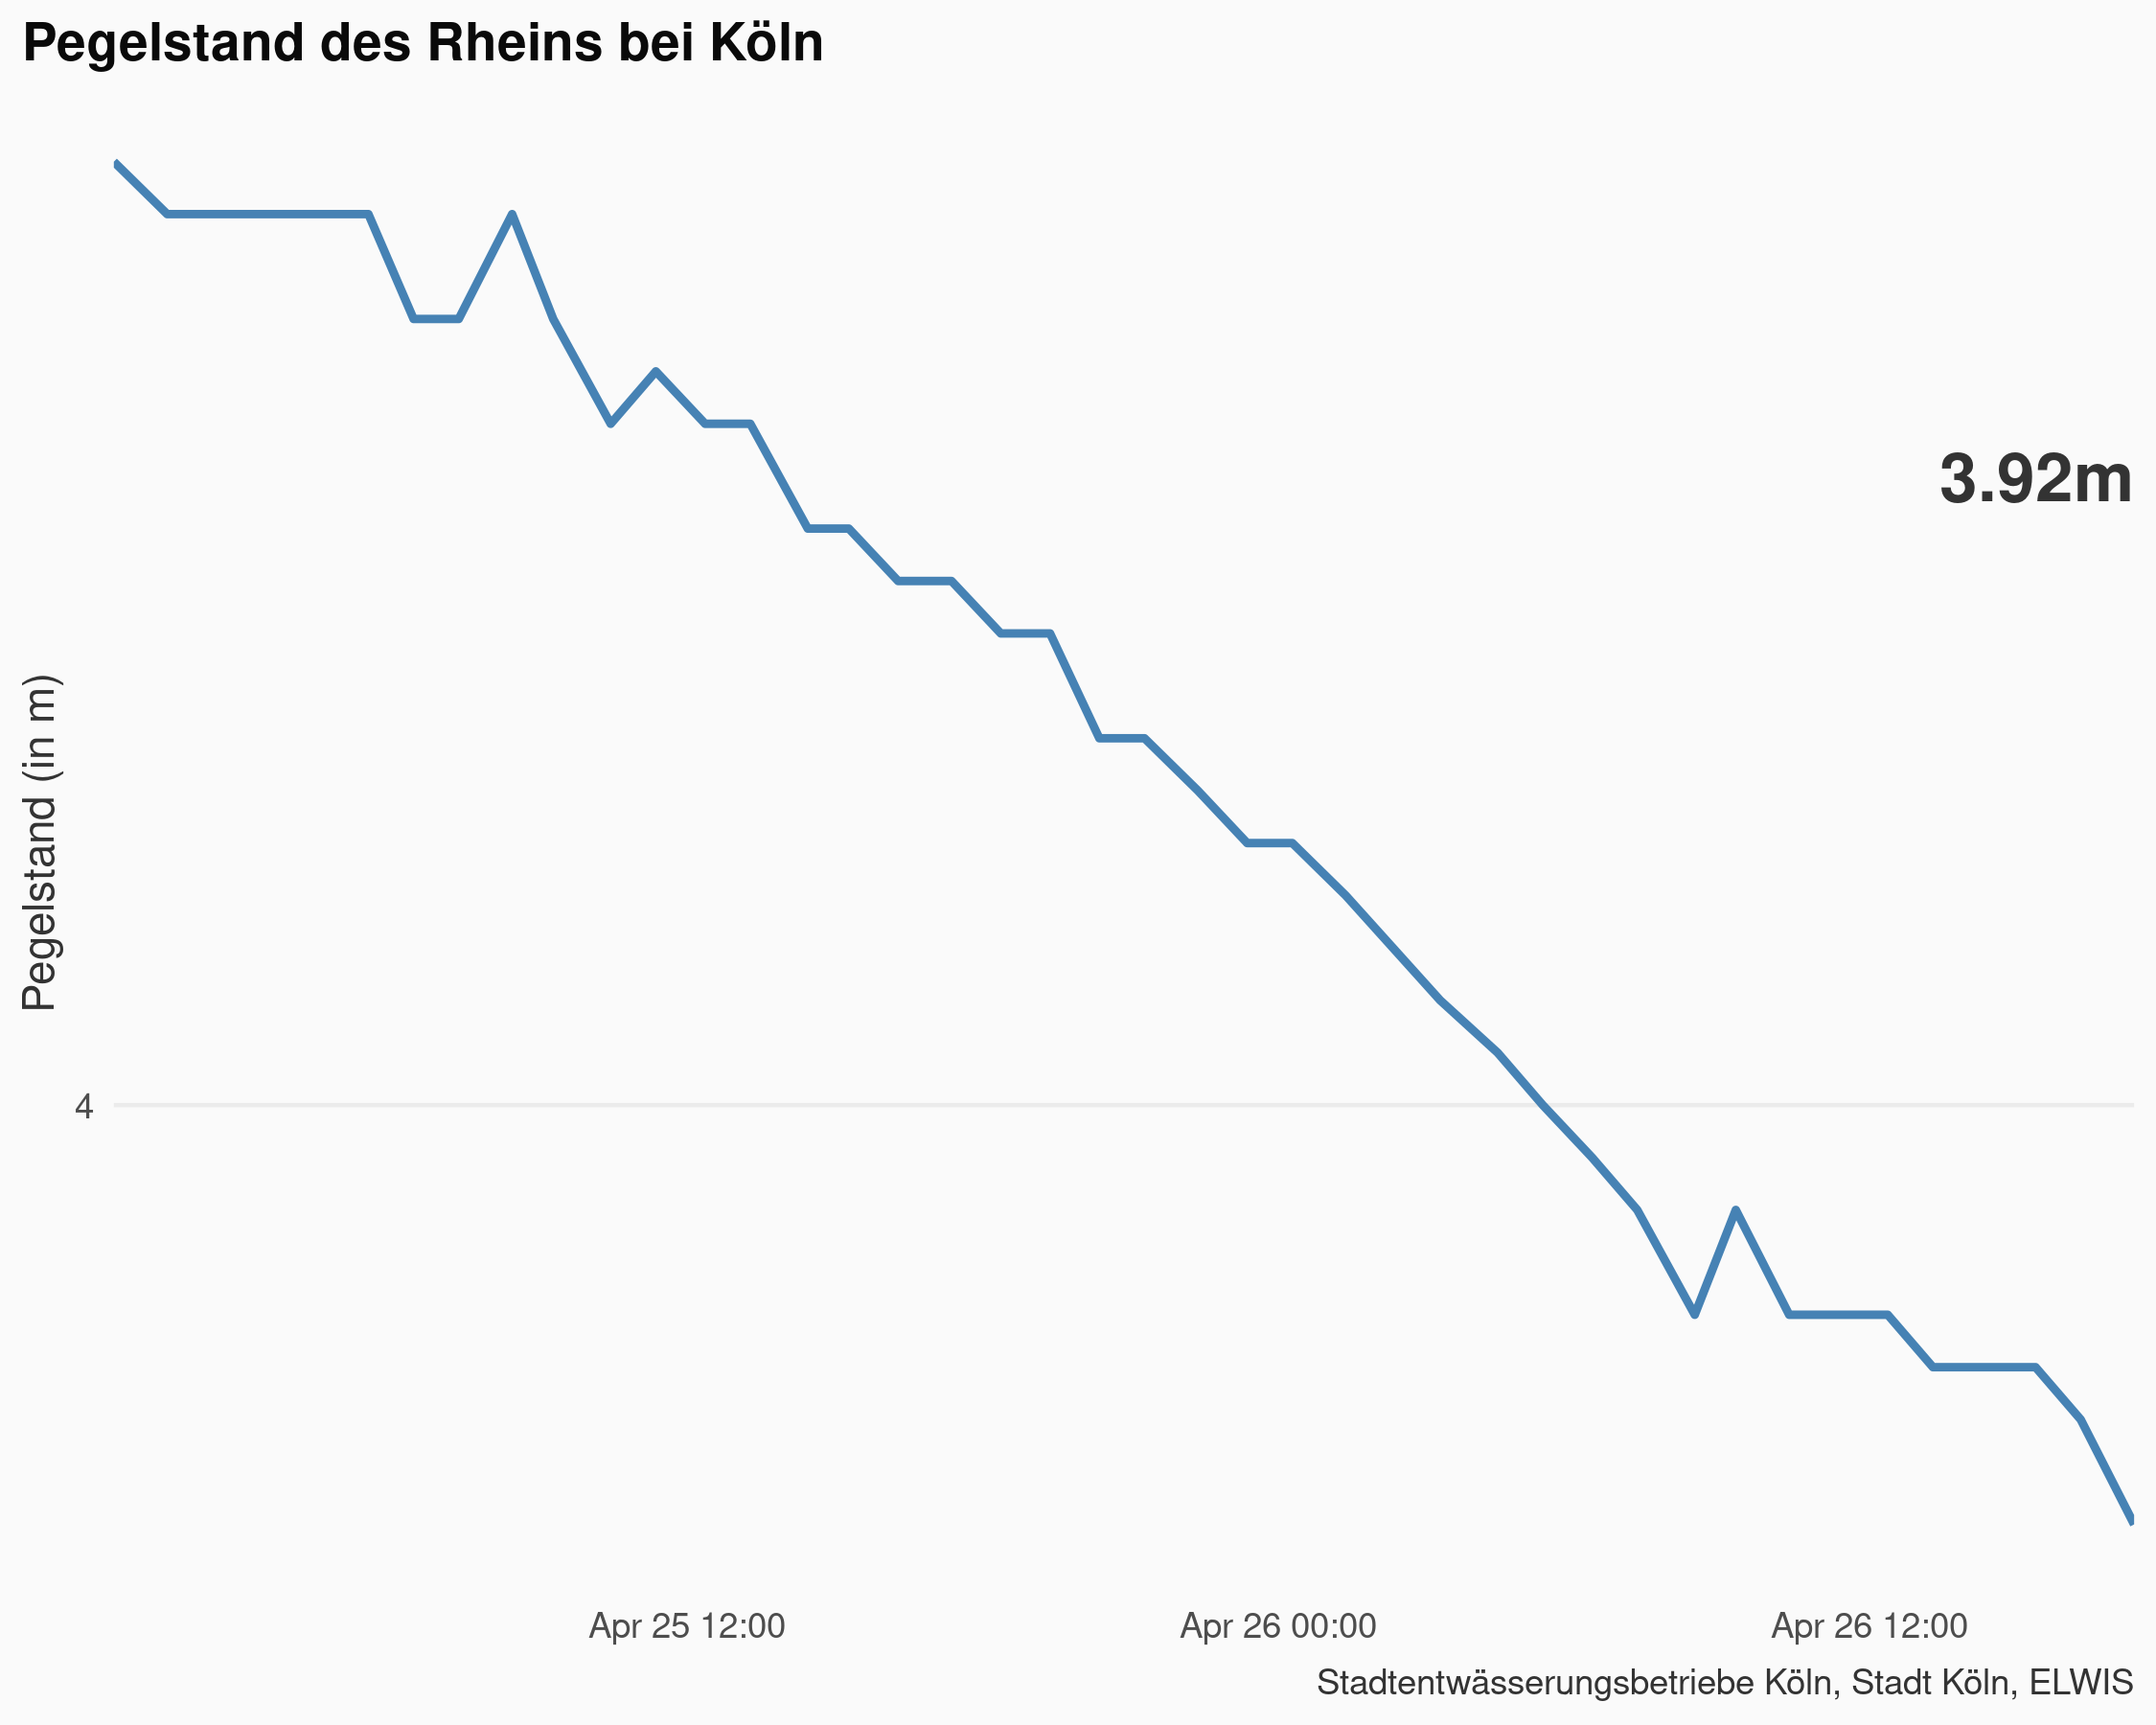 Pegelstand des Rheins bei Köln
3.92m
Pegelstand (in m)
4
Apr 25 12:00
Apr 26 00:00
Apr 26 12:00
Stadtentwässerungsbetriebe Köln, Stadt Köln, ELWIS